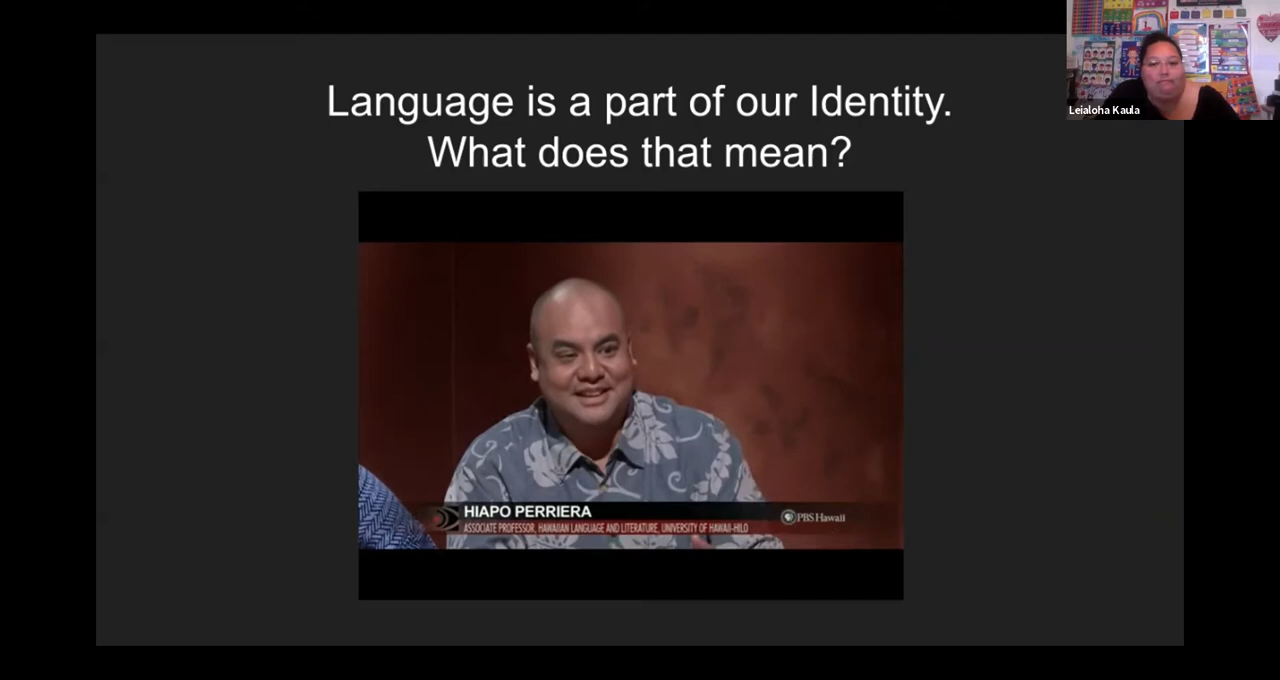 Language is a part of our Identity.
What does that mean?
Leialoha Kaula
HIAPO PERRIERA
ASSOCIATE PROFESSOR, HAWAIIAN LANGUAGE AND LITERATURE, UNIVERSITY OF HAWAII-HILO
PBS Hawaii